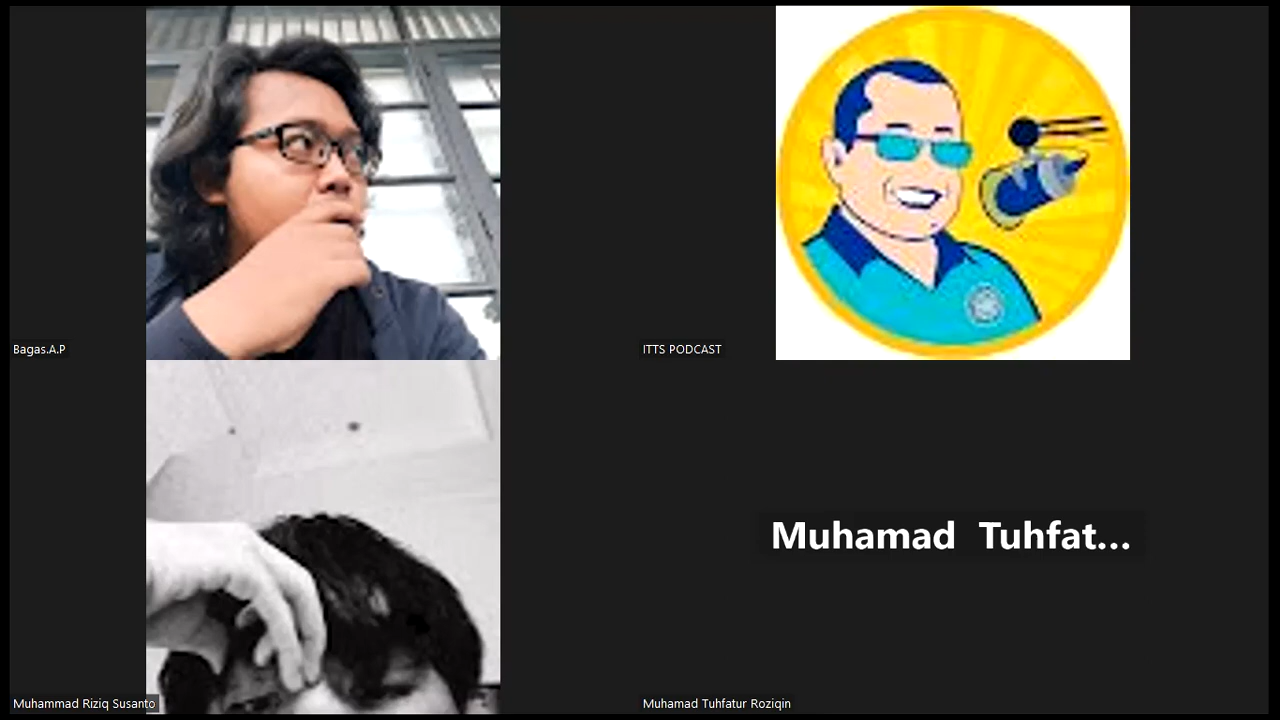 Bagas.A.P
ITTS PODCAST
Muhamad Tuhfat...
Muhammad Riziq Susanto
Muhamad Tuhfatur Roziqin